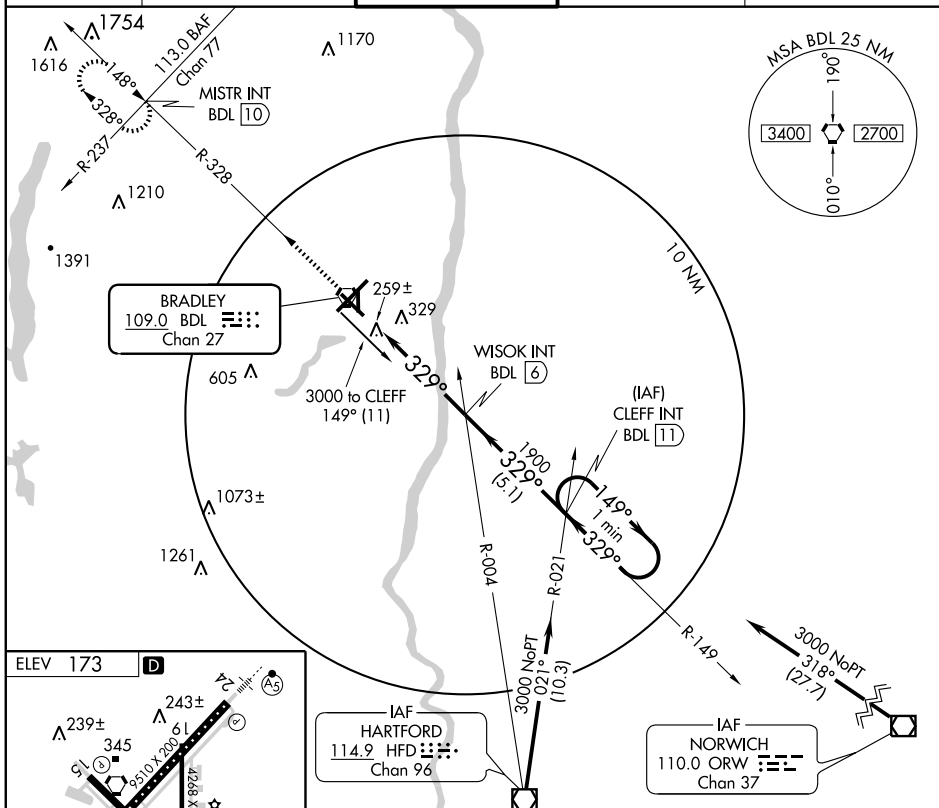 1754
1616
148°
328°
113.0 BAF
Chan 77
1170
MISTR INT
BDL 10
R-237
R-328
1210
1391
MSA BDL 25 NM
190°
3400
2700
010°
10 NM
BRADLEY
109.0 BDL
Chan 27
259±
329
329°
605
3000 to CLEFF
149° (11)
WISOK INT
BDL 6
(IAF)
CLEFF INT
BDL 11
1900
329°
(5.1)
149°
1 min
329°
1073±
1261
R-004
R-021
R-149
3000 NoPT
021°
(10.3)
3000 NoPT
318°
(27.7)
IAF
HARTFORD
114.9 HFD
Chan 96
IAF
NORWICH
110.0 ORW
Chan 37
ELEV 173
D
24
A5
P
243±
239±
19
345
15
9510 X 200
4268 X